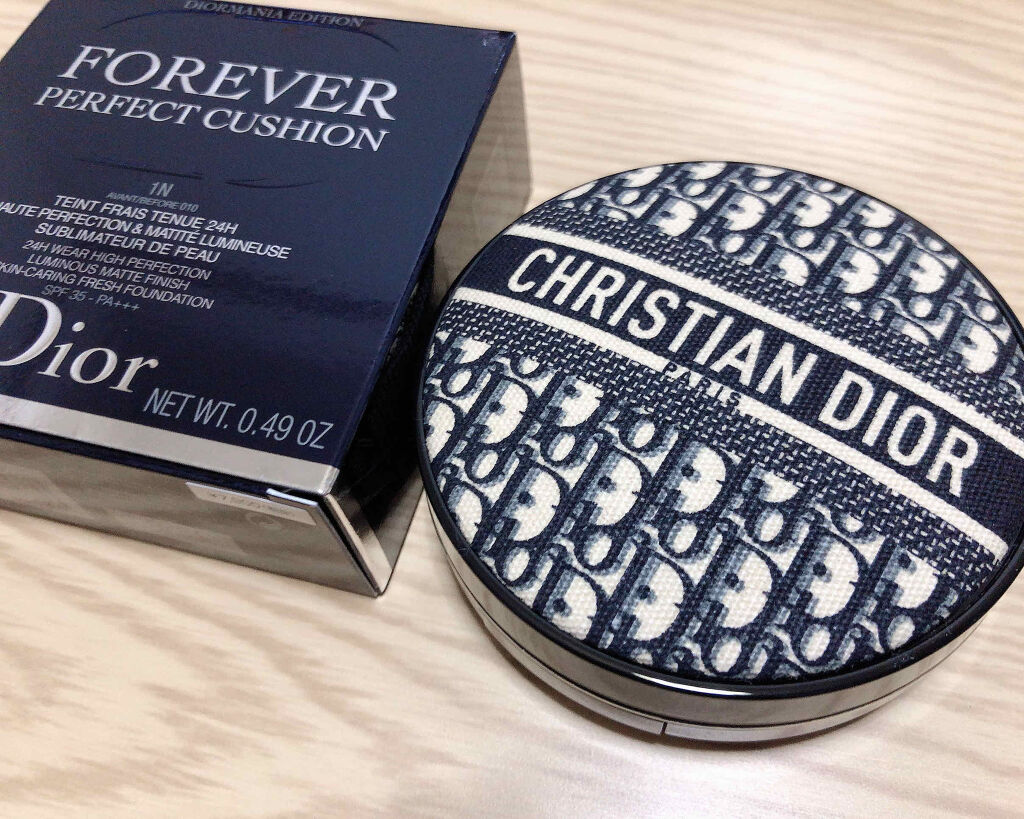 DIORMANIA EDITION
FOREVER
PERFECT CUSHION
1N
AVANT/BEFORE 010
TEINT FRAIS TENUE 24H
HAUTE PERFECTION & MATITÉ LUMINEUSE
SUBLIMATEUR DE PEAU
24H WEAR HIGH PERFECTION
LUMINOUS MATTE FINISH
SKIN-CARING FRESH FOUNDATION
SPF 35 - PA+++
Dior
NET WT. 0.49 OZ
CHRISTIAN DIOR
PARIS